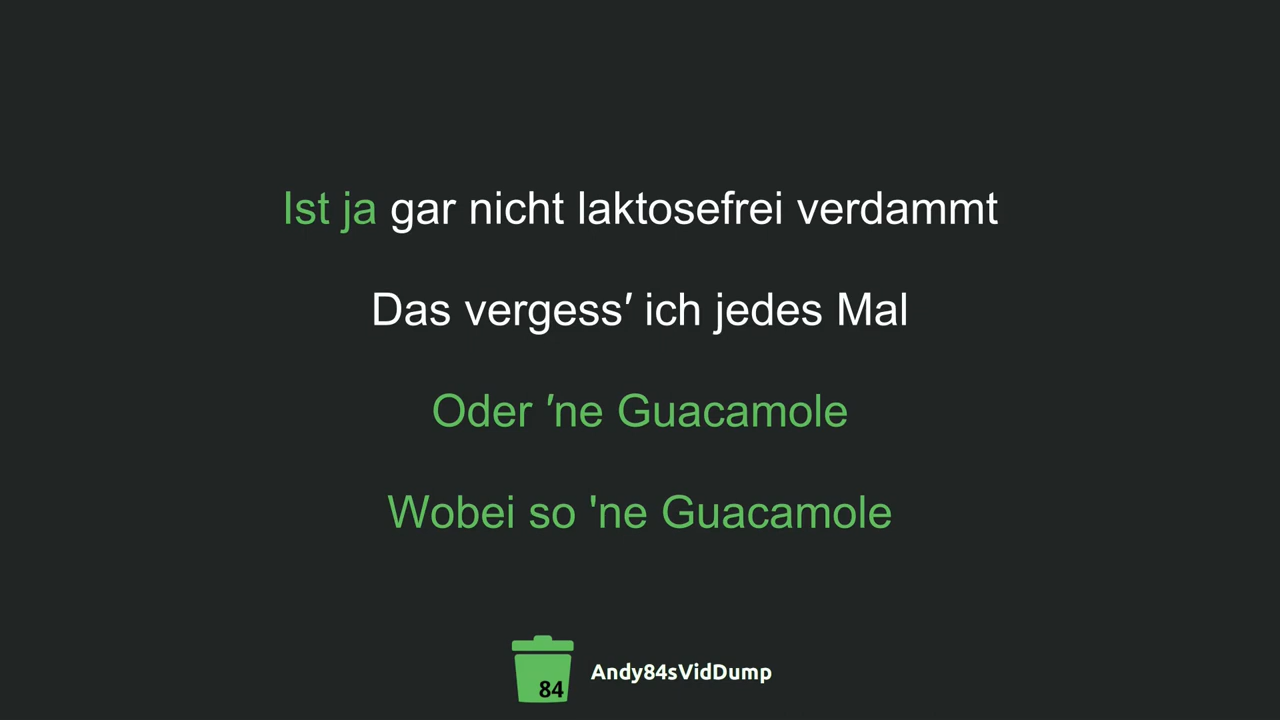 Ist ja gar nicht laktosefrei verdammt
Das vergess′ ich jedes Mal
Oder ′ne Guacamole
Wobei so 'ne Guacamole
84
Andy84sVidDump